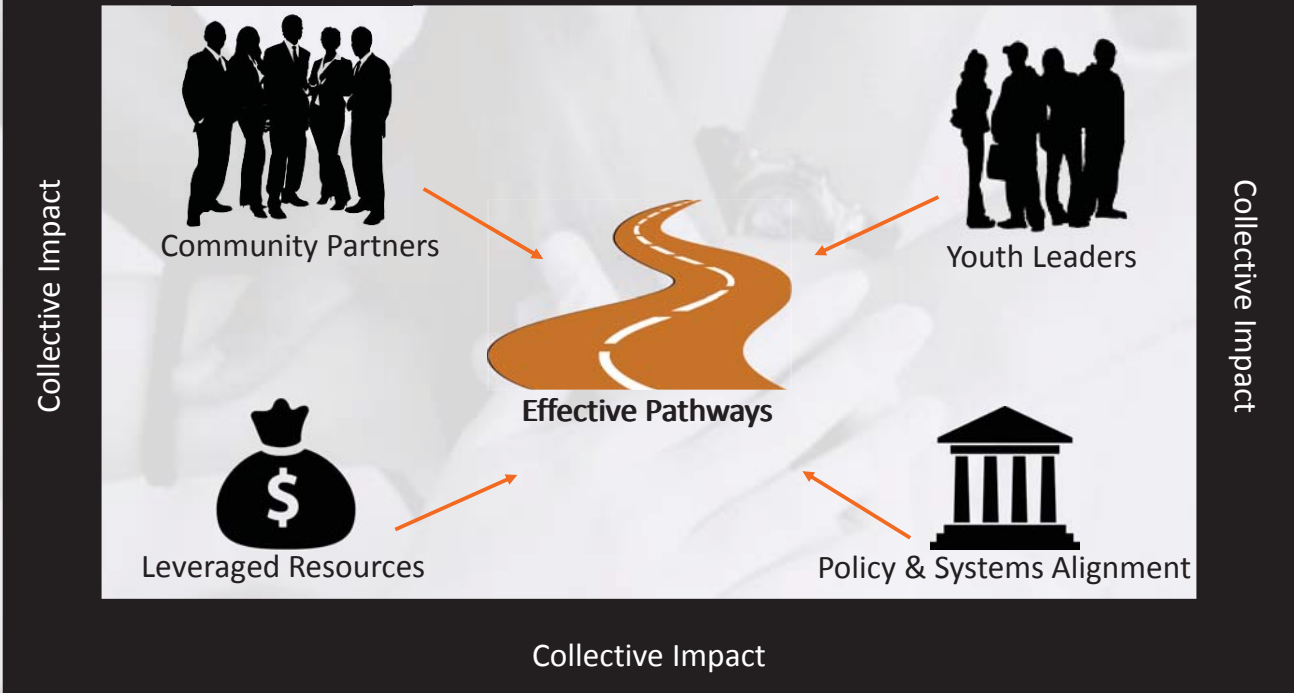 Collective Impact
Community Partners
Youth Leaders
Collective Impact
Effective Pathways
$
Leveraged Resources
Policy & Systems Alignment
Collective Impact